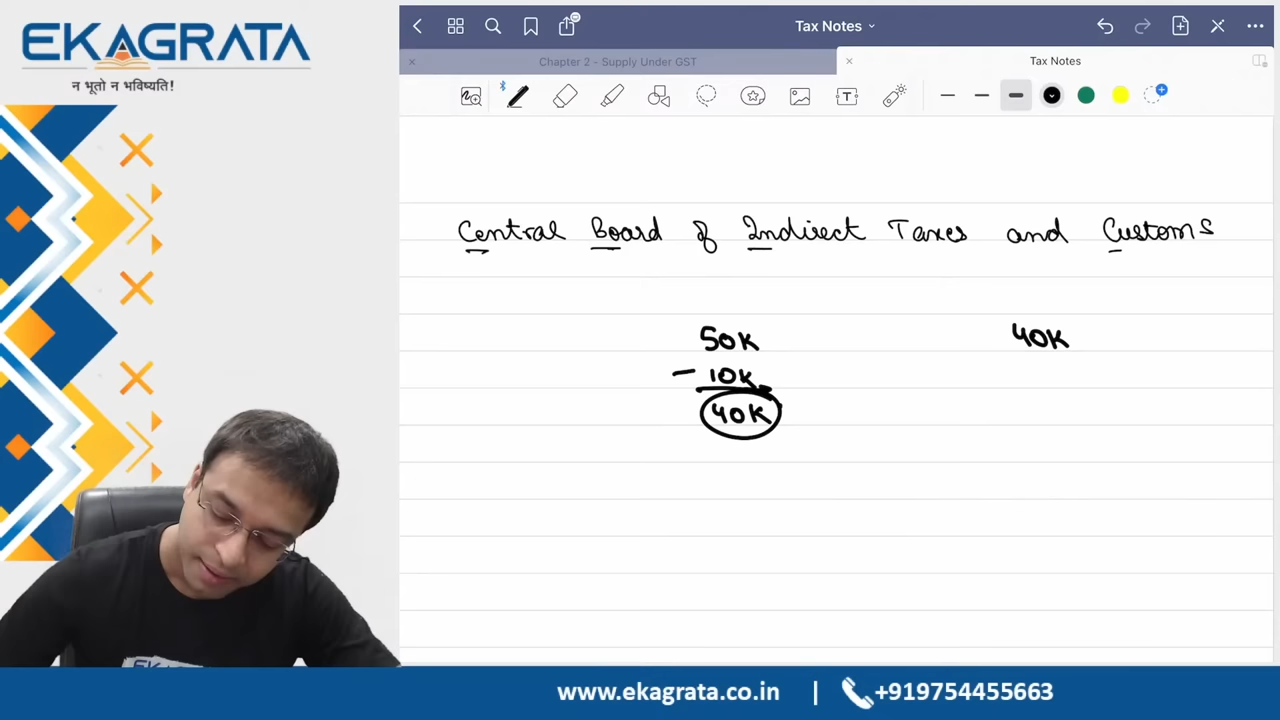 EKAGRATA
न भूतो न भविष्यति!
Tax Notes
Chapter 2 - Supply Under GST
Tax Notes
T
Central Board of Indirect Taxes and Customs
50K 40K
- 10K
40K
www.ekagrata.co.in | +919754455663